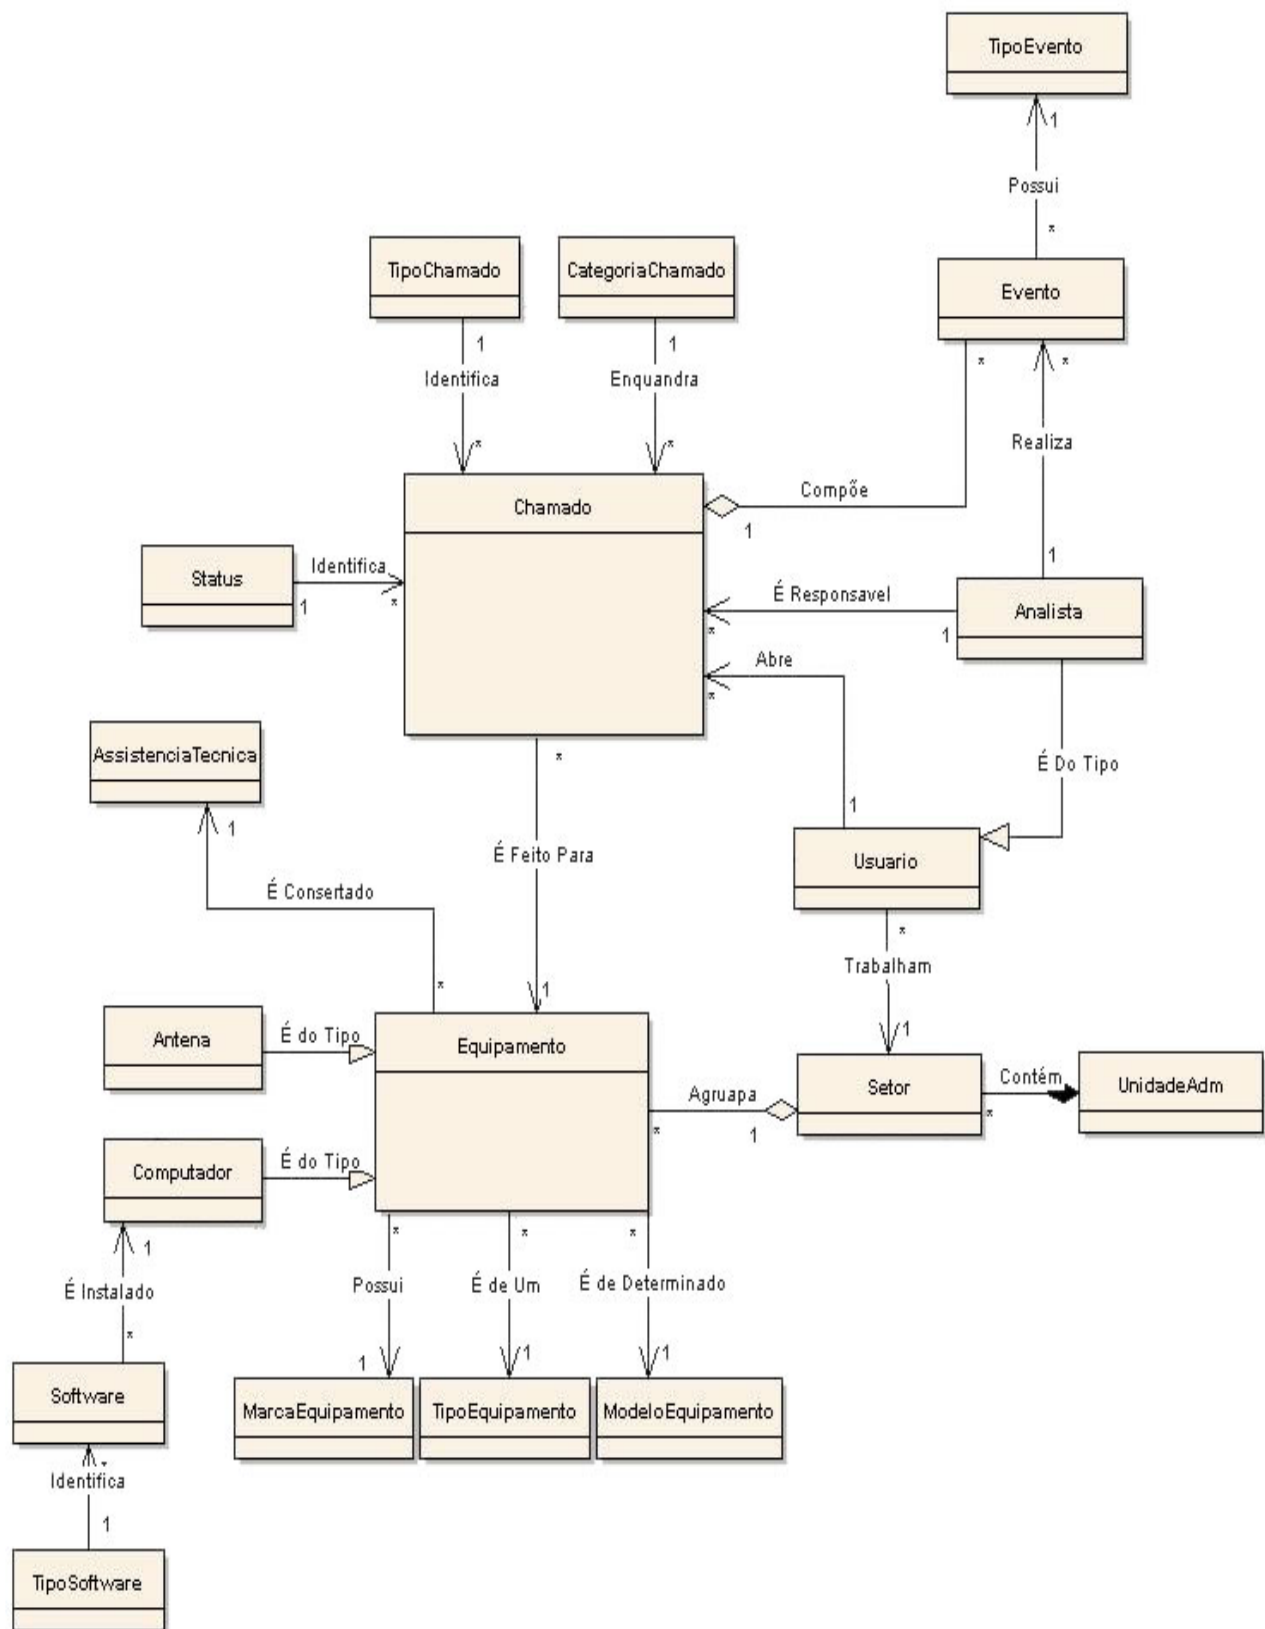 TipoEvento
1
Possui
*
TipoChamado
CategoriaChamado
Evento
1
1
*
*
Identifica
Enquandra
Realiza
*
*
Chamado
Compõe
1
1
Status
Identifica
1
*
É Responsavel
*
1
Analista
Abre
*
AssistenciaTecnica
*
É Do Tipo
1
1
Usuario
É Feito Para
É Consertado
*
Trabalham
*
1
1
Antena
É do Tipo
Equipamento
Setor
Contém
*
UnidadeAdm
Agruapa
*
1
Computador
É do Tipo
1
*
*
*
É Instalado
Possui
É de Um
É de Determinado
*
1
1
1
Software
MarcaEquipamento
TipoEquipamento
ModeloEquipamento
*
Identifica
1
TipoSoftware